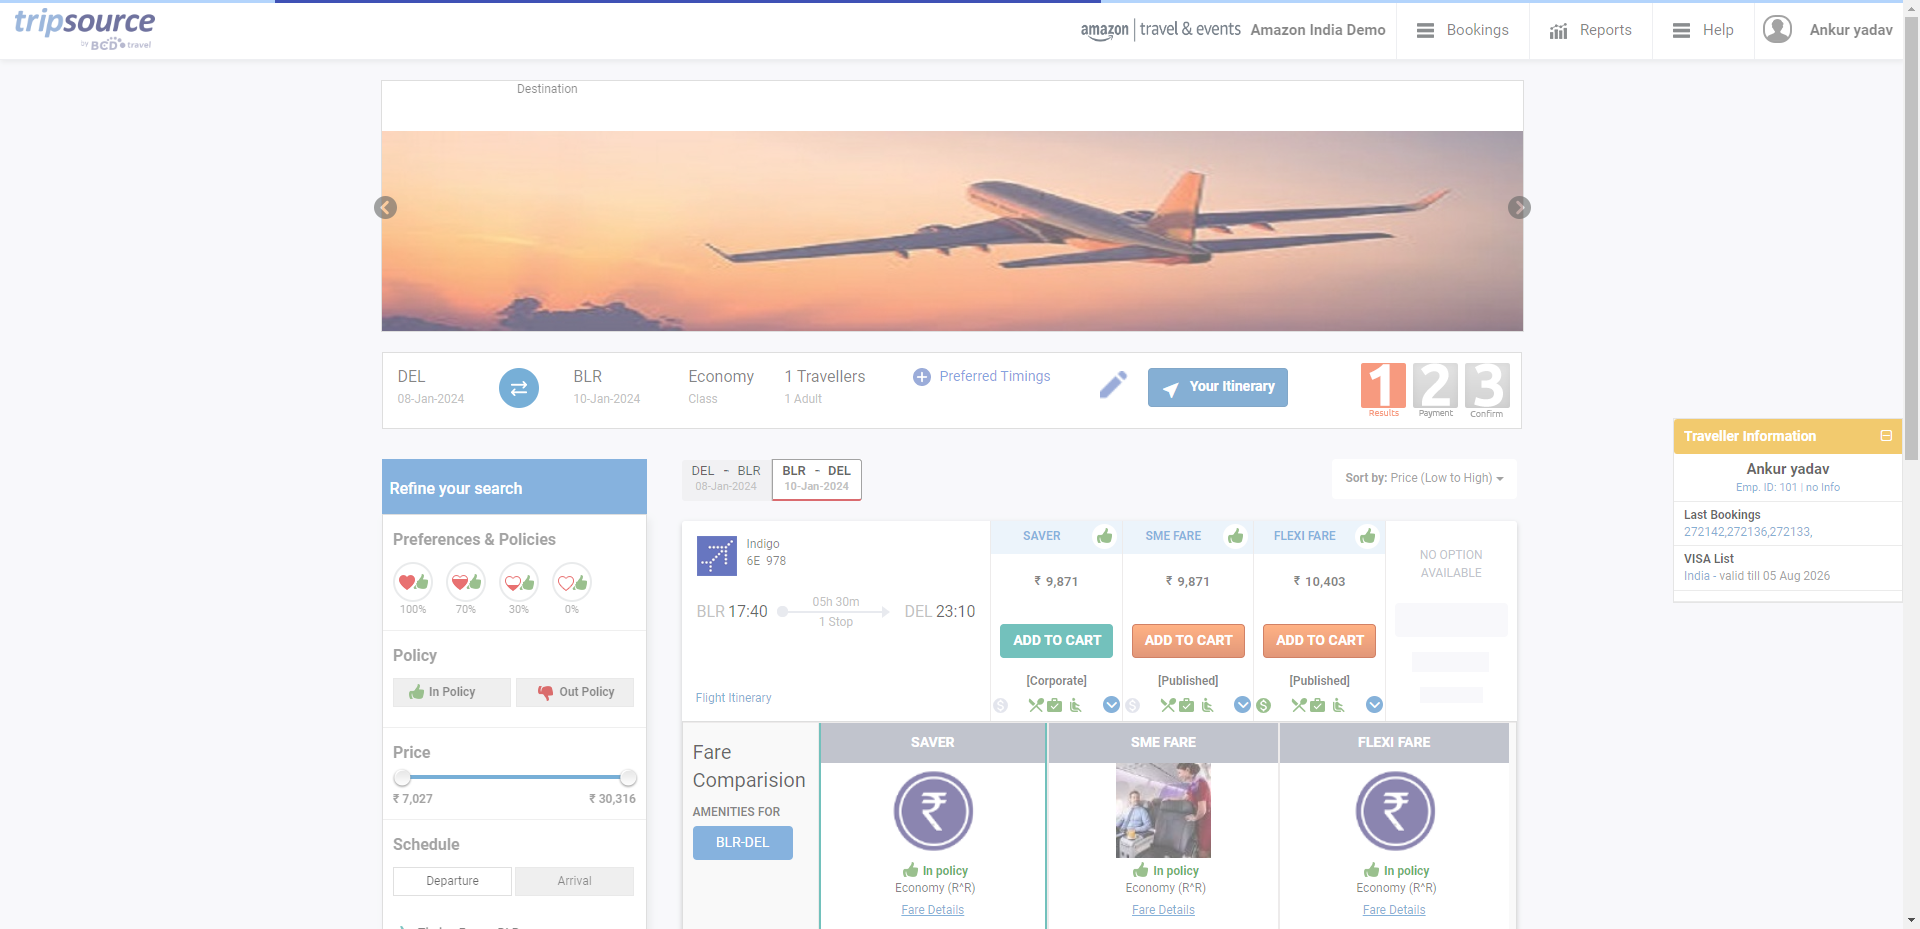 tripsource
by BCD travel
amazon travel & events Amazon India Demo
Bookings
Reports
Help
Ankur yadav
Destination
DEL
08-Jan-2024
BLR
10-Jan-2024
Economy
Class
1 Travellers
1 Adult
Preferred Timings
Your Itinerary
1 2 3
Results Payment Confirm
Traveller Information
Ankur yadav
Emp. ID: 101 | no Info
Last Bookings
272142,272136,272133,
VISA List
India - valid till 05 Aug 2026
Refine your search
Preferences & Policies
100% 70% 30% 0%
Policy
In Policy Out Policy
Price
₹ 7,027 ₹ 30,316
Schedule
Departure Arrival
DEL - BLR
08-Jan-2024
BLR - DEL
10-Jan-2024
Sort by: Price (Low to High)
Indigo
6E 978
BLR 17:40
05h 30m
1 Stop
DEL 23:10
Flight Itinerary
SAVER
₹ 9,871
ADD TO CART
[Corporate]
SME FARE
₹ 9,871
ADD TO CART
[Published]
FLEXI FARE
₹ 10,403
ADD TO CART
[Published]
NO OPTION
AVAILABLE
Fare
Comparision
AMENITIES FOR
BLR-DEL
SAVER
In policy
Economy (R^R)
Fare Details
SME FARE
In policy
Economy (R^R)
Fare Details
FLEXI FARE
In policy
Economy (R^R)
Fare Details